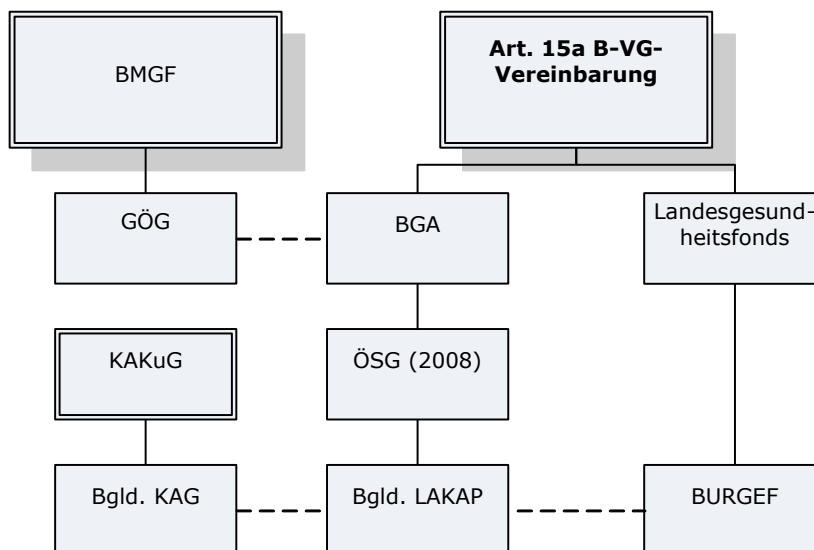 BMGF
Art. 15a B-VG-
Vereinbarung
GÖG
BGA
Landesgesund-
heitsfonds
KAKuG
ÖSG (2008)
Bgld. KAG
Bgld. LAKAP
BURGEF